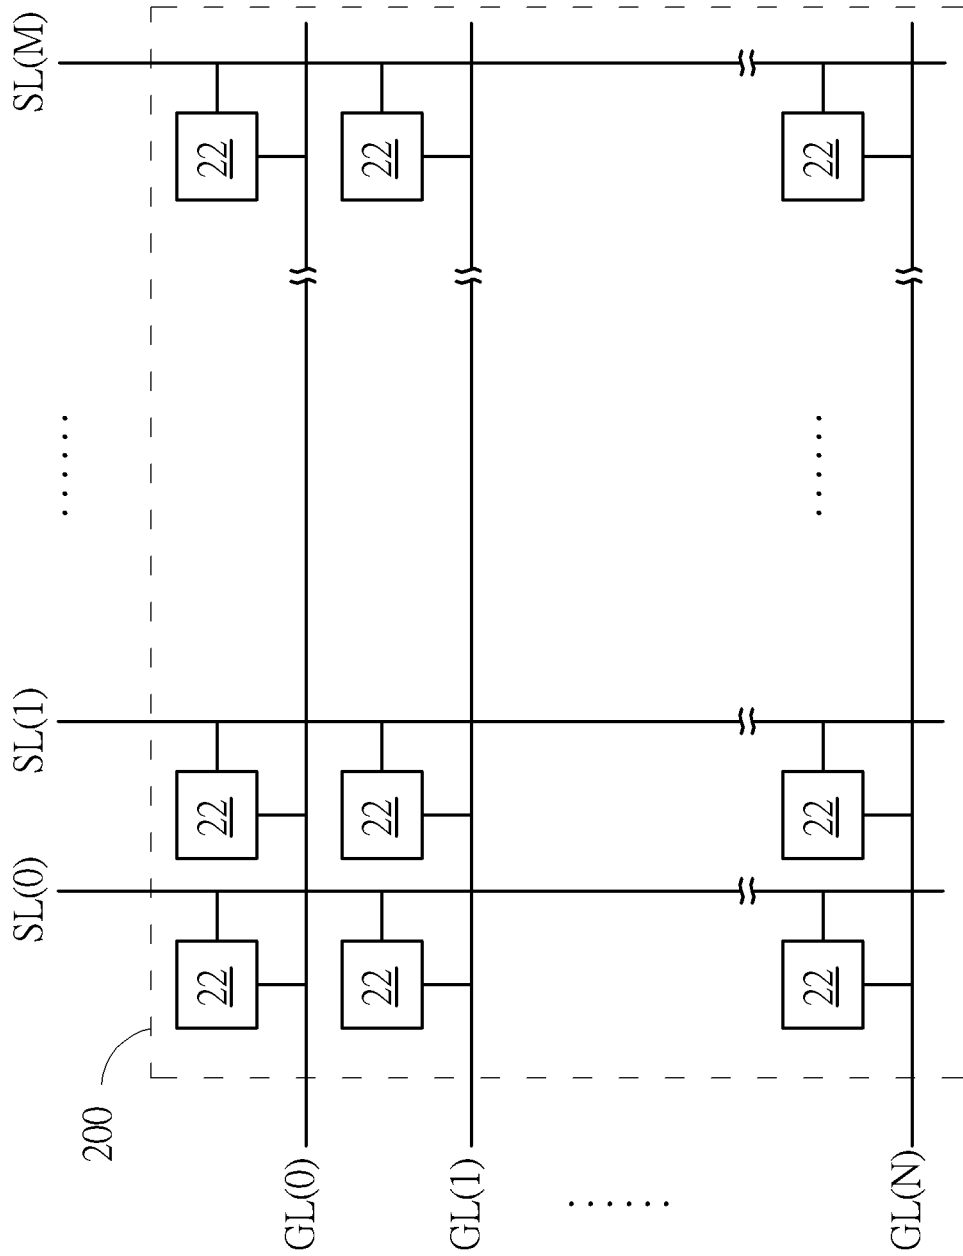 SL(0)
SL(1)
......
SL(M)
200
22
22
22
GL(0)
22
22
22
GL(1)
......
22
22
......
22
GL(N)